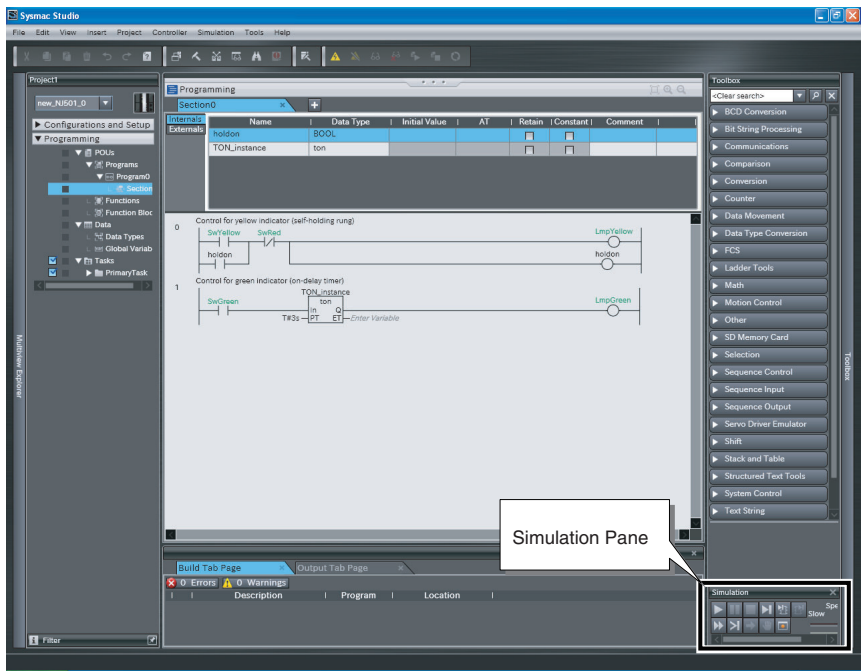 Sysmac Studio
File Edit View Insert Project Controller Simulation Tools Help
Project1
new_NJ501_0
Configurations and Setup
Programming
POUs
Programs
Program0
Section
Functions
Function Bloc
Data
Data Types
Global Variab
Tasks
PrimaryTask
Filter
Multiview Explorer
Programming
Section0
Internals
Externals
Name Data Type Initial Value AT Retain Constant Comment
holdon BOOL
TON_instance ton
0 Control for yellow indicator (self-holding rung)
SwYellow SwRed LmpYellow
holdon holdon
1 Control for green indicator (on-delay timer)
TON_instance
SwGreen ton LmpGreen
In Q
T#3s PT ET Enter Variable
Simulation Pane
Build Tab Page Output Tab Page
0 Errors 0 Warnings
Description Program Location
Toolbox
<Clear search>
BCD Conversion
Bit String Processing
Communications
Comparison
Conversion
Counter
Data Movement
Data Type Conversion
FCS
Ladder Tools
Math
Motion Control
Other
SD Memory Card
Selection
Sequence Control
Sequence Input
Sequence Output
Servo Driver Emulator
Shift
Stack and Table
Structured Text Tools
System Control
Text String
Toolbox
Simulation
Spe
Slow